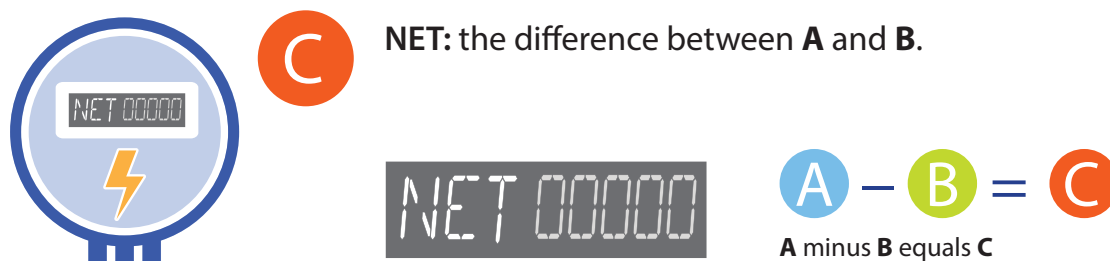 NET 00000
C
NET: the difference between A and B.
NET 00000
A – B = C
A minus B equals C